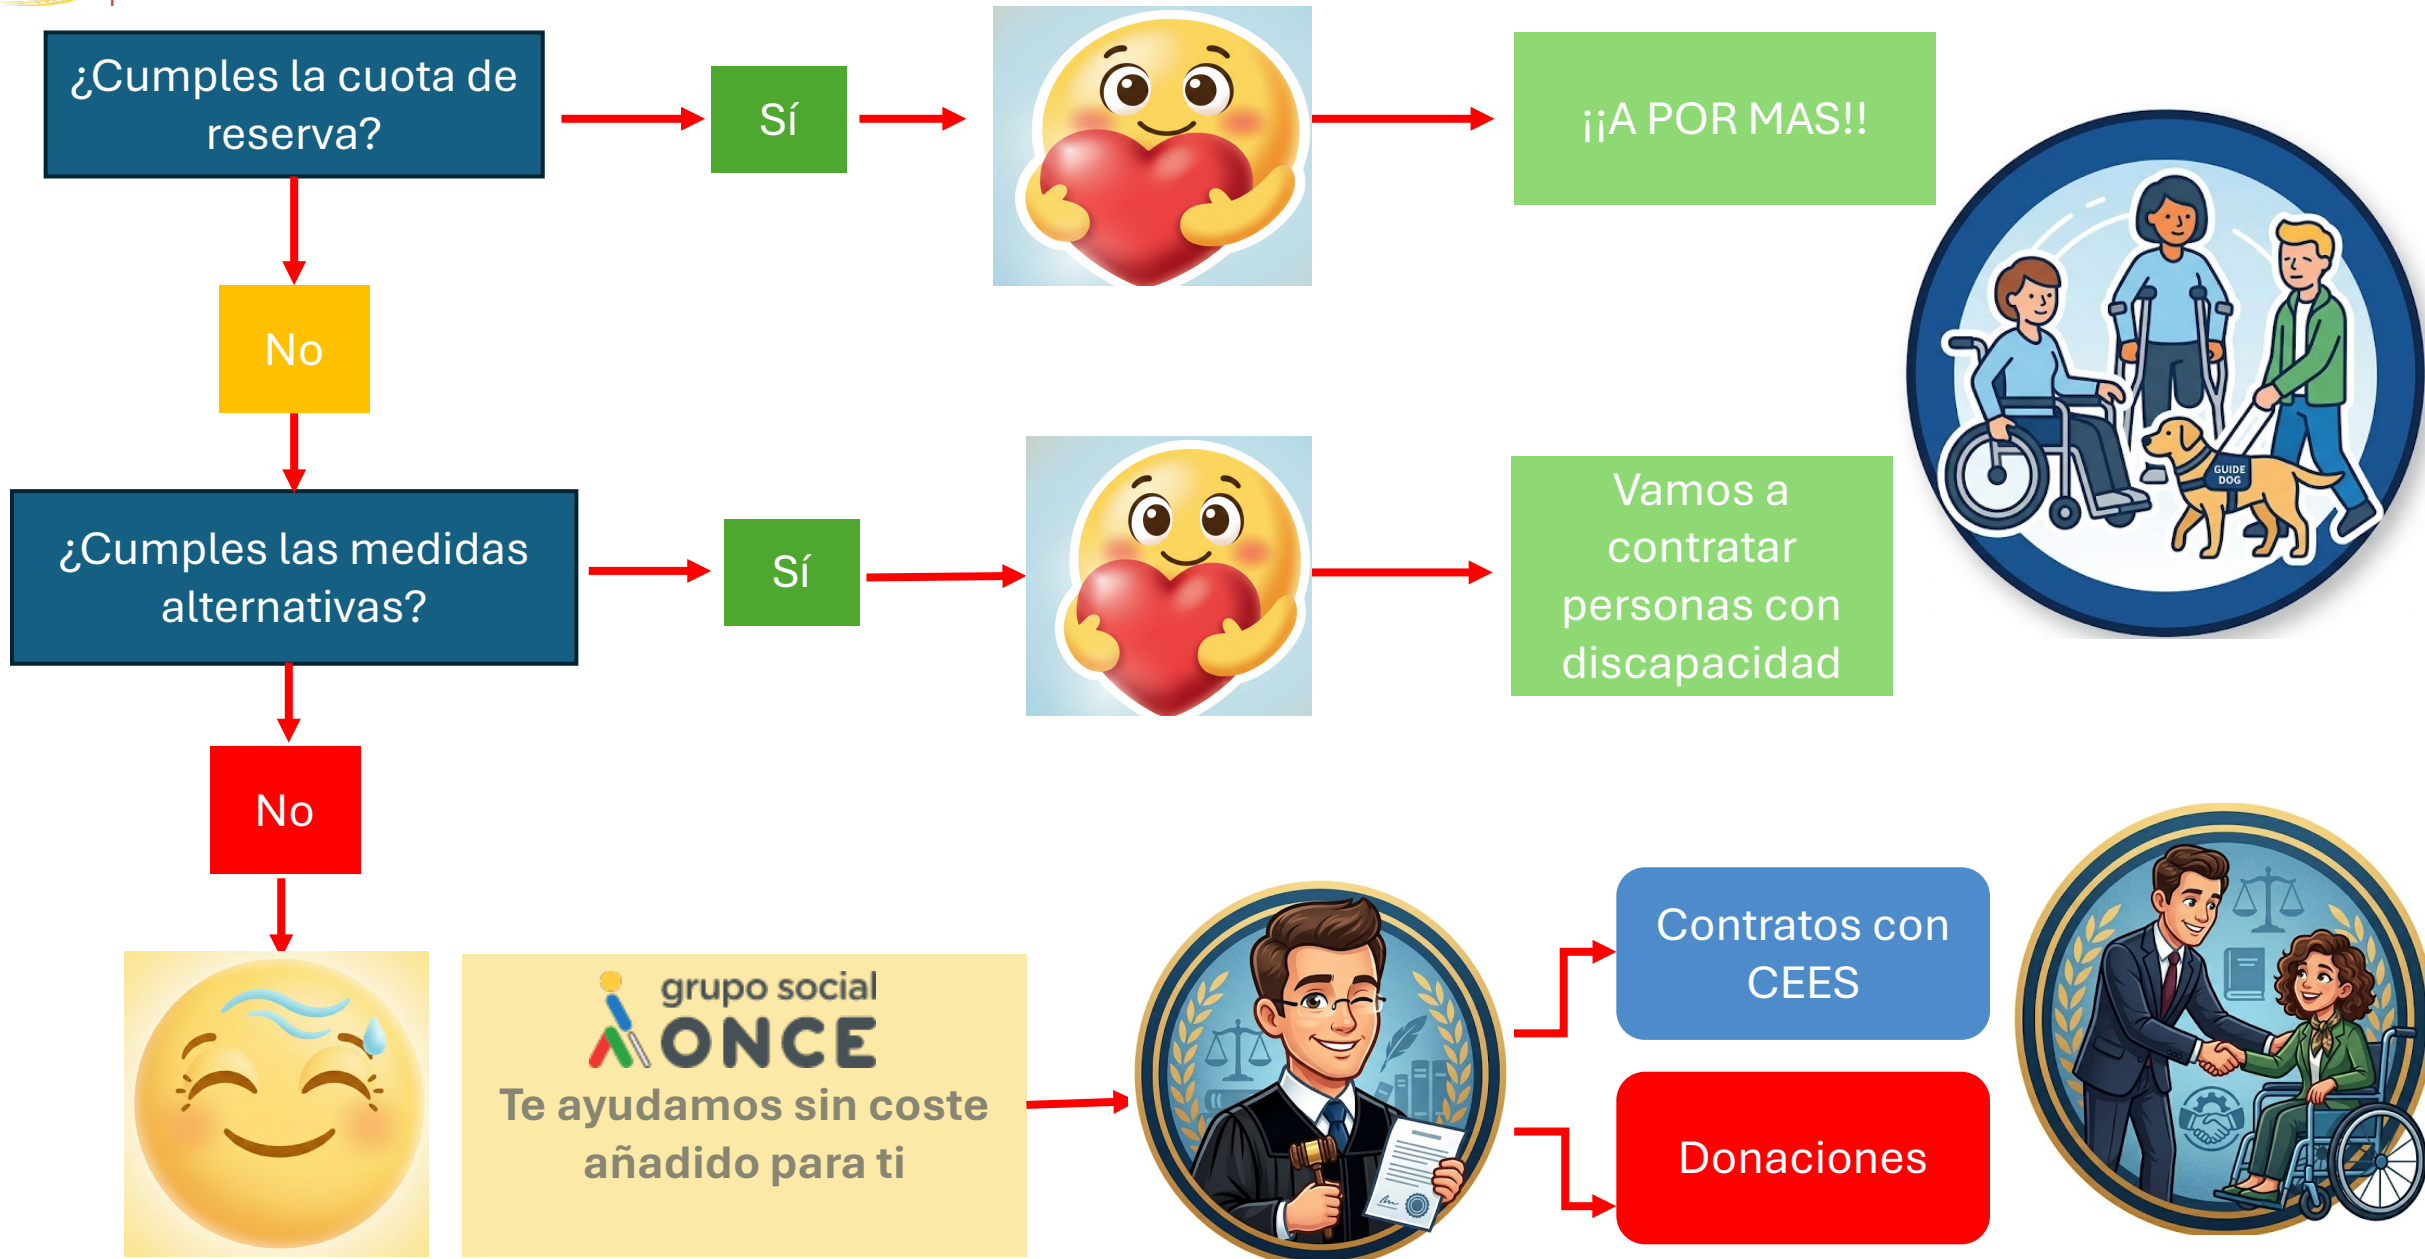 ¿Cumples la cuota de
reserva?
Sí
¡¡A POR MAS!!
No
¿Cumples las medidas
alternativas?
Sí
Vamos a
contratar
personas con
discapacidad
GUIDE
DOG
No
grupo social
ONCE
Te ayudamos sin coste
añadido para ti
Contratos con
CEES
Donaciones